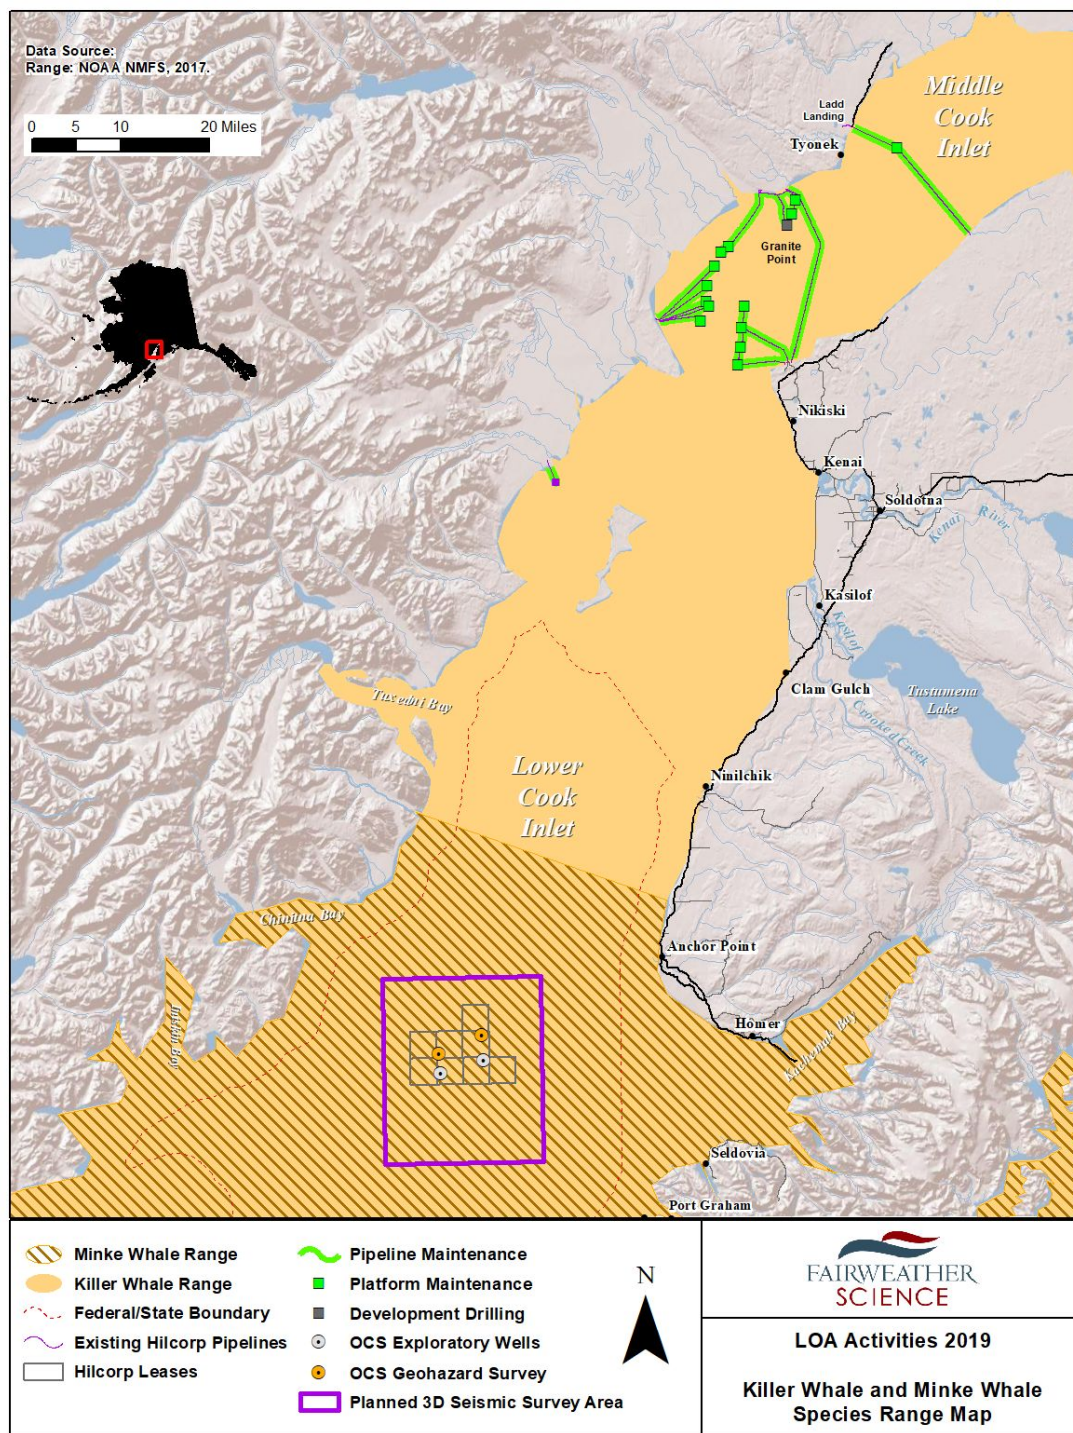 Data Source:
Range: NOAA NMFS, 2017.
0 5 10 20 Miles
Middle
Cook
Inlet
Ladd
Landing
Tyonek
Granite
Point
Nikiski
Kenai
Soldotna
Kenai River
Kasilof
Kasilof
Tuxedni Bay
Clam Gulch
Tustumena
Lake
Crooked Creek
Lower
Cook
Inlet
Ninilchik
Chinitna Bay
Anchor Point
Iniskin Bay
Homer
Kachemak Bay
Seldovia
Port Graham
Minke Whale Range
Killer Whale Range
Federal/State Boundary
Existing Hilcorp Pipelines
Hilcorp Leases
Pipeline Maintenance
Platform Maintenance
Development Drilling
OCS Exploratory Wells
OCS Geohazard Survey
Planned 3D Seismic Survey Area
N
FAIRWEATHER
SCIENCE
LOA Activities 2019
Killer Whale and Minke Whale
Species Range Map